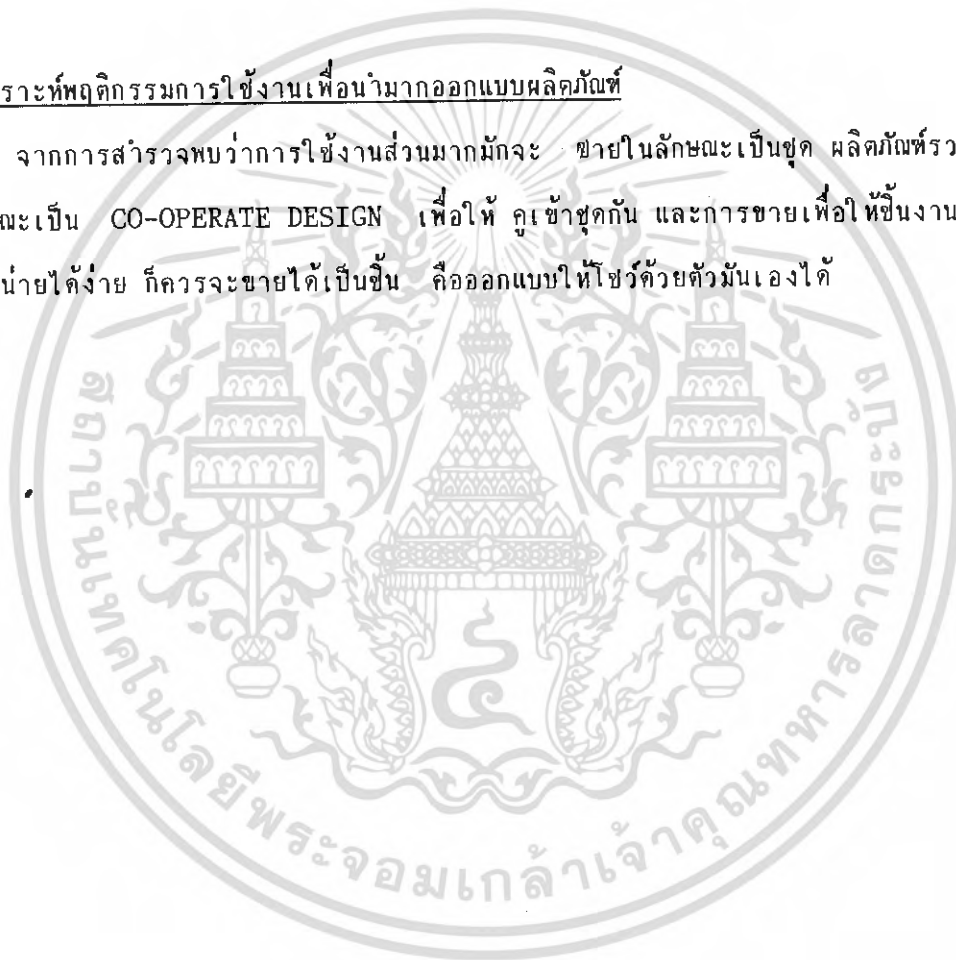 ราะห์พฤติกรรมการใช้งานเพื่อนำมากออกแบบผลิตภัณฑ์
จากการสำรวจพบว่าการใช้งานส่วนมากมักจะ ขายในลักษณะเป็นชุด ผลิตภัณฑ์รว
ณะเป็น CO-OPERATE DESIGN เพื่อให้ ดูเข้าชุดกัน และการขายเพื่อให้ชิ้นงาน
น่ายได้ง่าย ก็ควรจะขายได้เป็นชิ้น คือออกแบบให้โชว์ด้วยตัวมันเองได้
สถาบันเทคโนโลยีพระจอมเกล้าเจ้าคุณทหารลาดกระบัง
๔